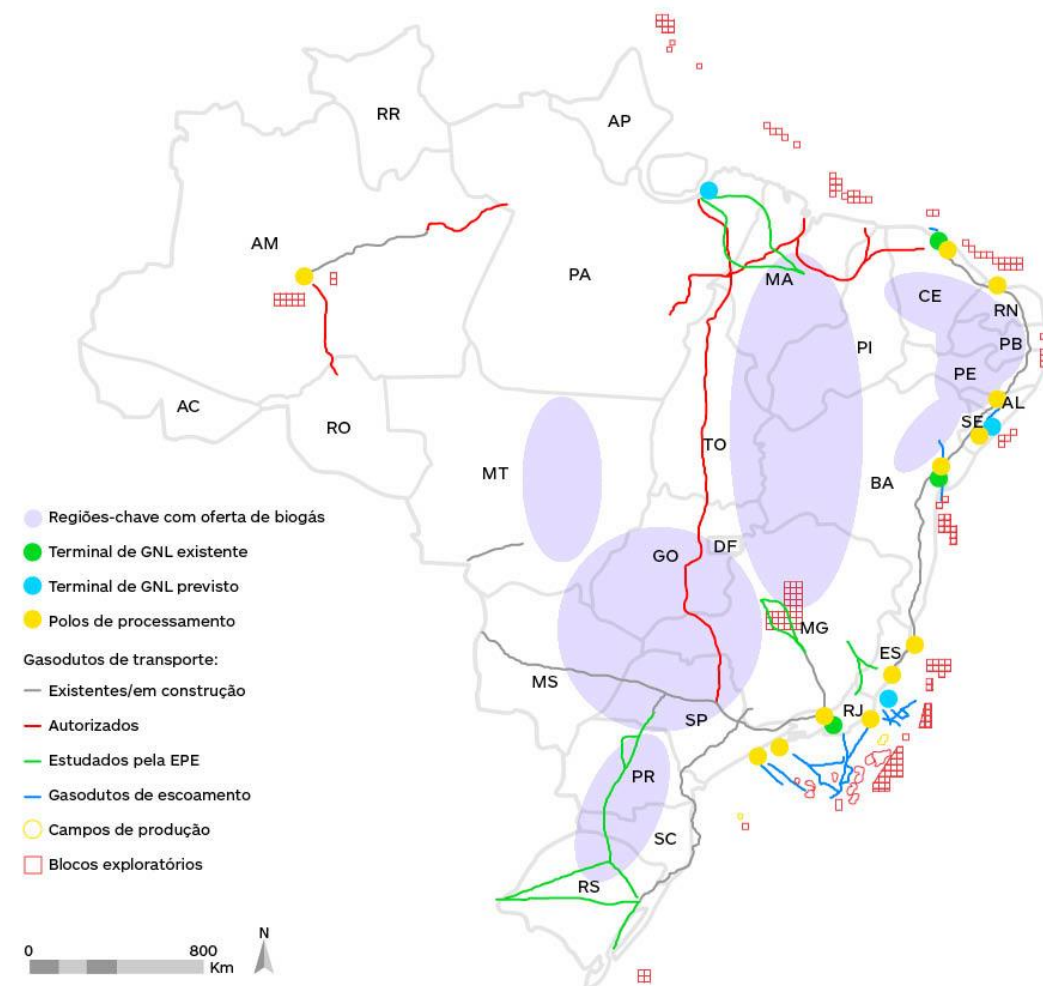 RR
AP
AM
PA
MA
CE
RN
PB
PI
PE
AL
SE
AC
RO
TO
MT
BA
GO
DF
MG
ES
MS
RJ
SP
PR
SC
RS
Regiões-chave com oferta de biogás
Terminal de GNL existente
Terminal de GNL previsto
Polos de processamento
Gasodutos de transporte:
Existentes/em construção
Autorizados
Estudados pela EPE
Gasodutos de escoamento
Campos de produção
Blocos exploratórios
0 800
Km
N